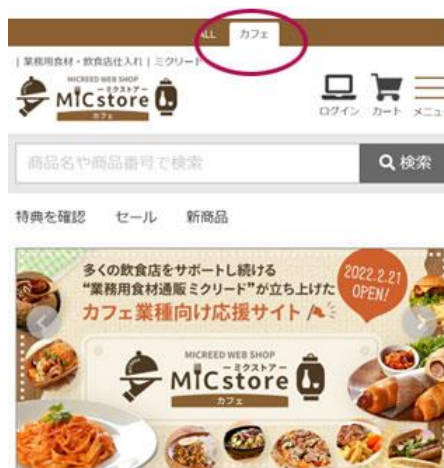 ALL カフェ
|業務用食材・飲食店仕入れ|ミクリード
MICREED WEB SHOP
ーミクストアー
MiCstore
カフェ
ログイン カート メニュー
商品名や商品番号で検索 検索
特典を確認 セール 新商品
多くの飲食店をサポートし続ける
“業務用食材通販ミクリード”が立ち上げた
カフェ業種向け応援サイト
2022.2.21
OPEN!
MICREED WEB SHOP
ーミクストアー
MiCstore
カフェ